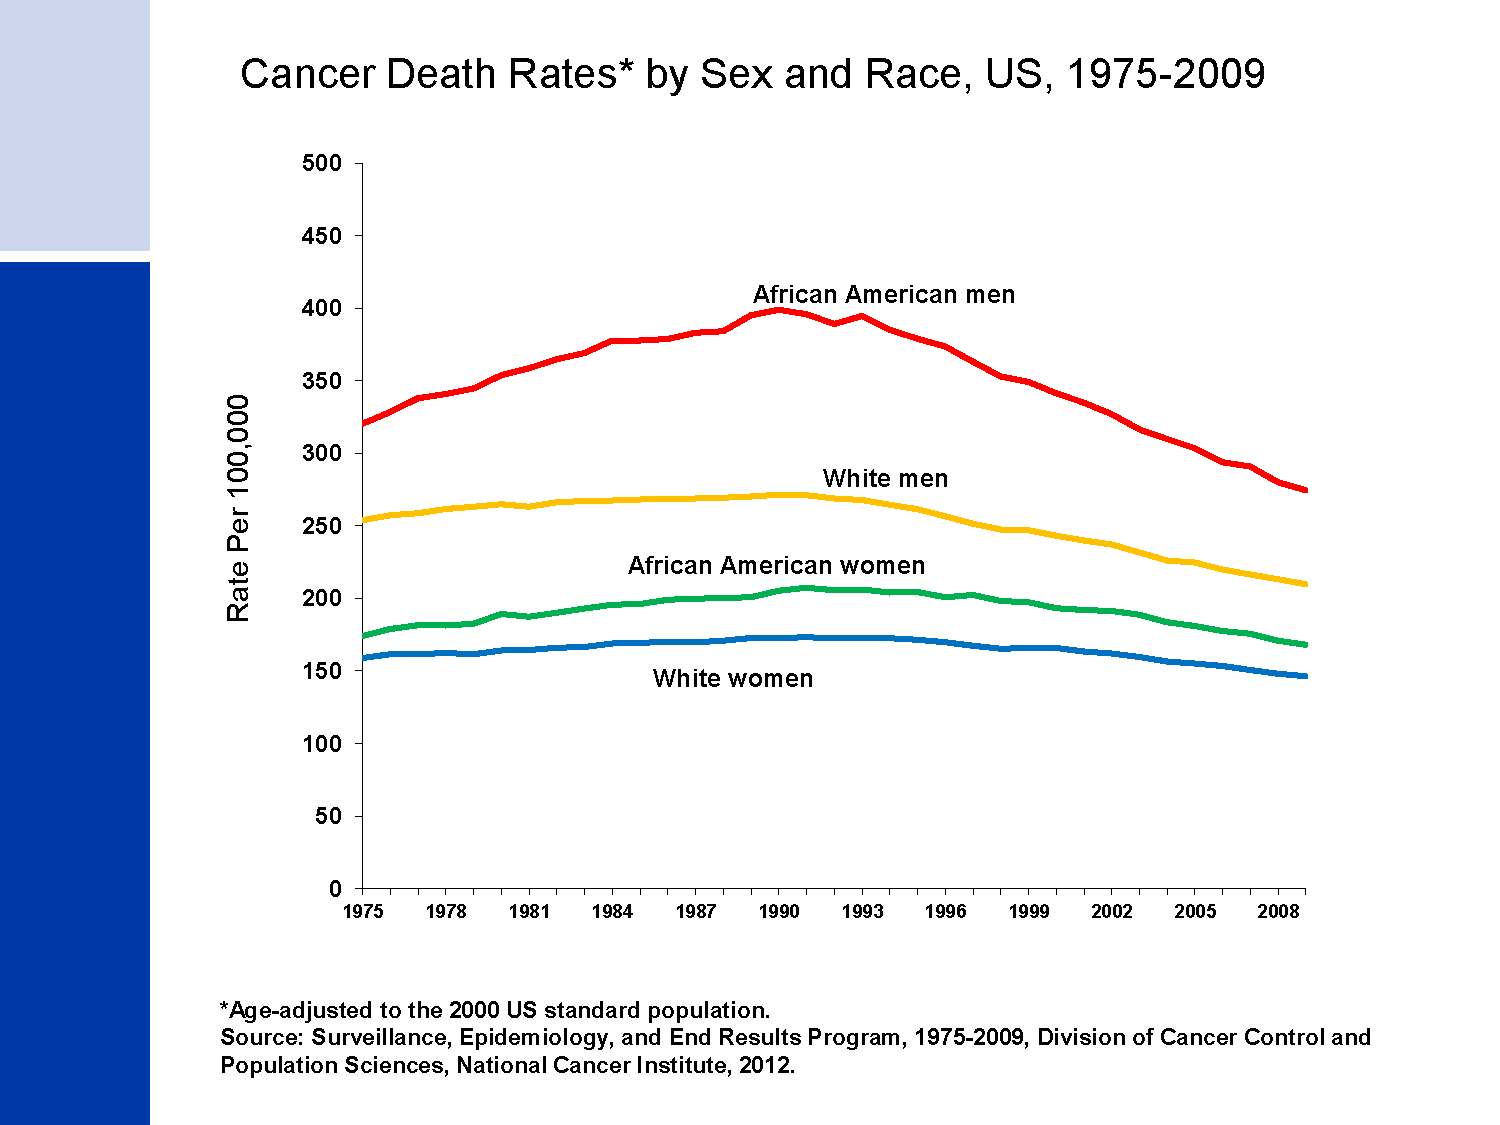 Cancer Death Rates* by Sex and Race, US, 1975-2009
500
450
African American men
400
350
300
White men
250
African American women
200
150
White women
100
50
0
Rate Per 100,000
1975 1978 1981 1984 1987 1990 1993 1996 1999 2002 2005 2008
*Age-adjusted to the 2000 US standard population.
Source: Surveillance, Epidemiology, and End Results Program, 1975-2009, Division of Cancer Control and
Population Sciences, National Cancer Institute, 2012.